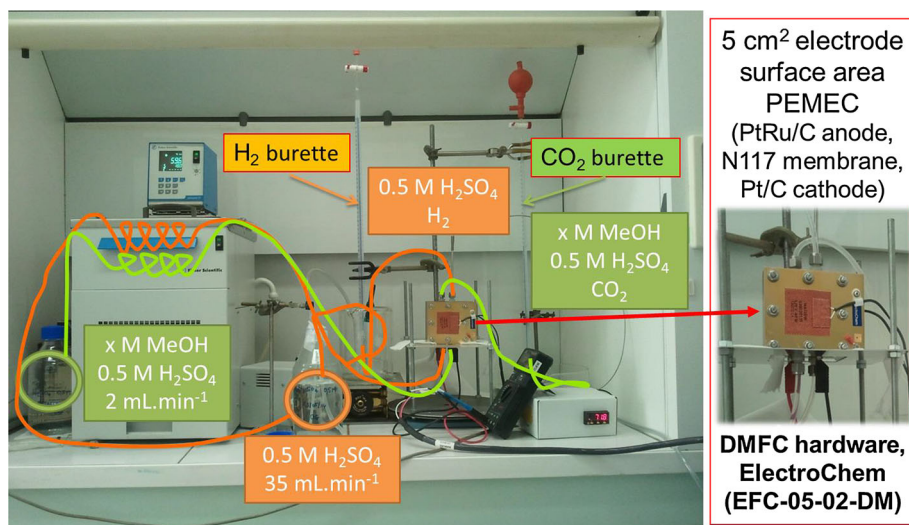 H₂ burette
CO₂ burette
0.5 M H₂SO₄
H₂
x M MeOH
0.5 M H₂SO₄
CO₂
x M MeOH
0.5 M H₂SO₄
2 mL.min⁻¹
0.5 M H₂SO₄
35 mL.min⁻¹
718
5 cm² electrode
surface area
PEMEC
(PtRu/C anode,
N117 membrane,
Pt/C cathode)
DMFC hardware,
ElectroChem
(EFC-05-02-DM)